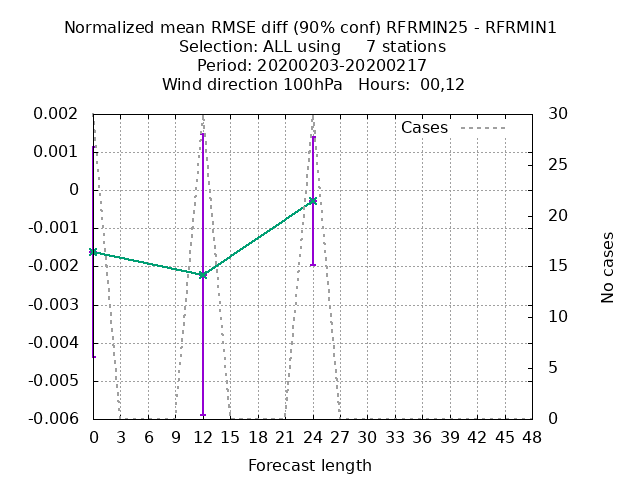 Normalized mean RMSE diff (90% conf) RFRMIN25 - RFRMIN1
Selection: ALL using     7 stations
Period: 20200203-20200217
Wind direction 100hPa   Hours:  00,12
Cases
0.002
0.001
0
-0.001
-0.002
-0.003
-0.004
-0.005
-0.006
30
25
20
15
10
5
0
No cases
0 3 6 9 12 15 18 21 24 27 30 33 36 39 42 45 48
Forecast length